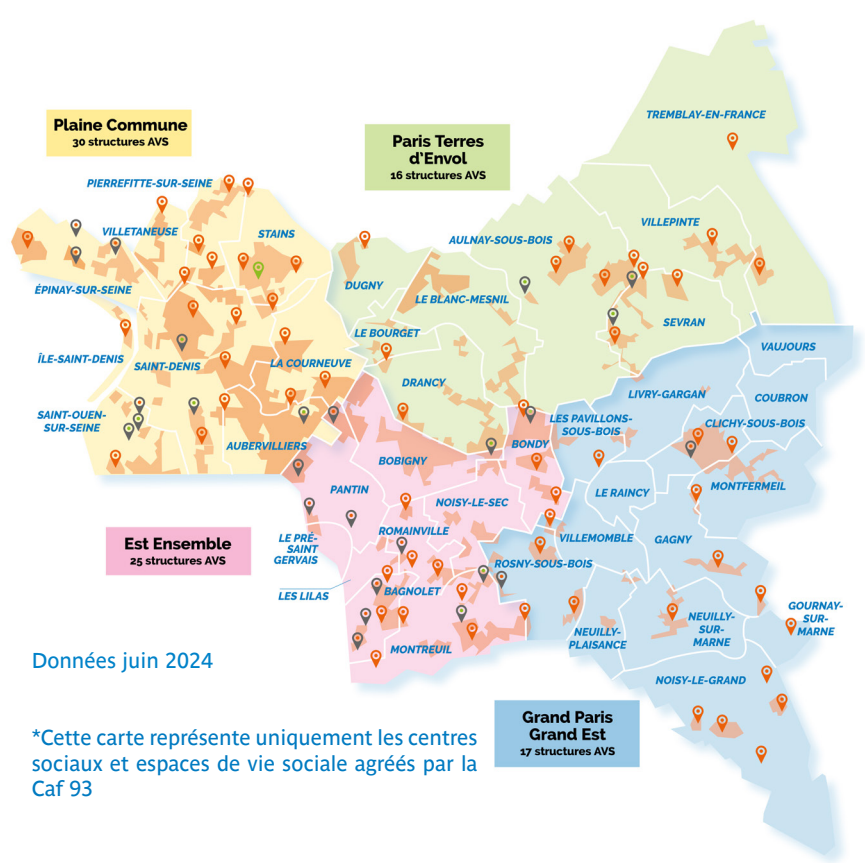 TREMBLAY-EN-FRANCE
Plaine Commune
30 structures AVS
Paris Terres
d'Envol
16 structures AVS
PIERREFITTE-SUR-SEINE
VILLETANEUSE
STAINS
AULNAY-SOUS-BOIS
VILLEPINTE
ÉPINAY-SUR-SEINE
DUGNY
LE BLANC-MESNIL
SEVRAN
LE BOURGET
VAUJOURS
ÎLE-SAINT-DENIS
SAINT-DENIS
LA COURNEUVE
DRANCY
LIVRY-GARGAN
COUBRON
SAINT-OUEN-
SUR-SEINE
AUBERVILLIERS
LES PAVILLONS-
SOUS-BOIS
CLICHY-SOUS-BOIS
BONDY
BOBIGNY
PANTIN
NOISY-LE-SEC
LE RAINCY
MONTFERMEIL
Est Ensemble
25 structures AVS
LE PRÉ-
SAINT
GERVAIS
ROMAINVILLE
VILLEMOMBLE
GAGNY
ROSNY-SOUS-BOIS
LES LILAS
BAGNOLET
GOURNAY-
SUR-
MARNE
NEUILLY-
PLAISANCE
NEUILLY-
SUR-
MARNE
MONTREUIL
NOISY-LE-GRAND
Données juin 2024
Grand Paris
Grand Est
17 structures AVS
*Cette carte représente uniquement les centres
sociaux et espaces de vie sociale agréés par la
Caf 93